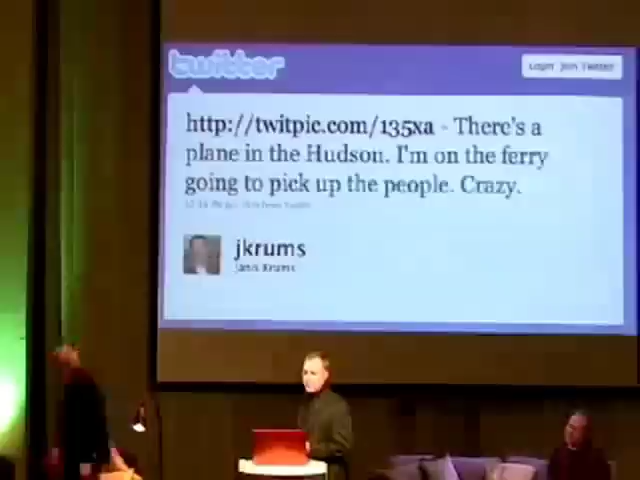 twitter
Login Join Twitter
http://twitpic.com/135xa - There's a
plane in the Hudson. I'm on the ferry
going to pick up the people. Crazy.
jkrums
Janis Krums